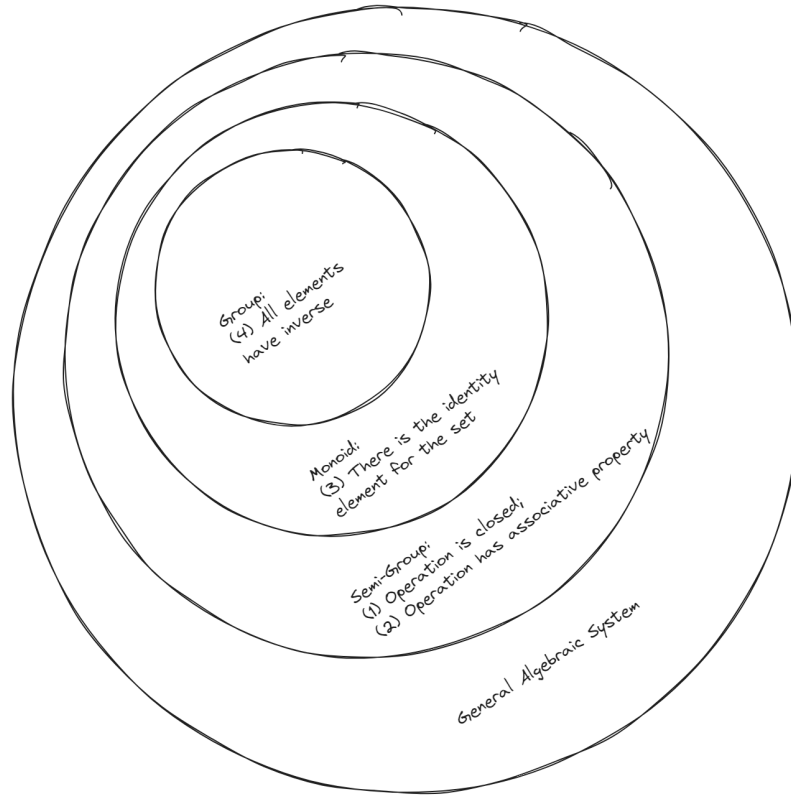 Group:
(4) All elements
have inverse
Monoid:
(3) There is the identity
element for the set
Semi-Group:
(1) Operation is closed;
(2) Operation has associative property
General Algebraic System